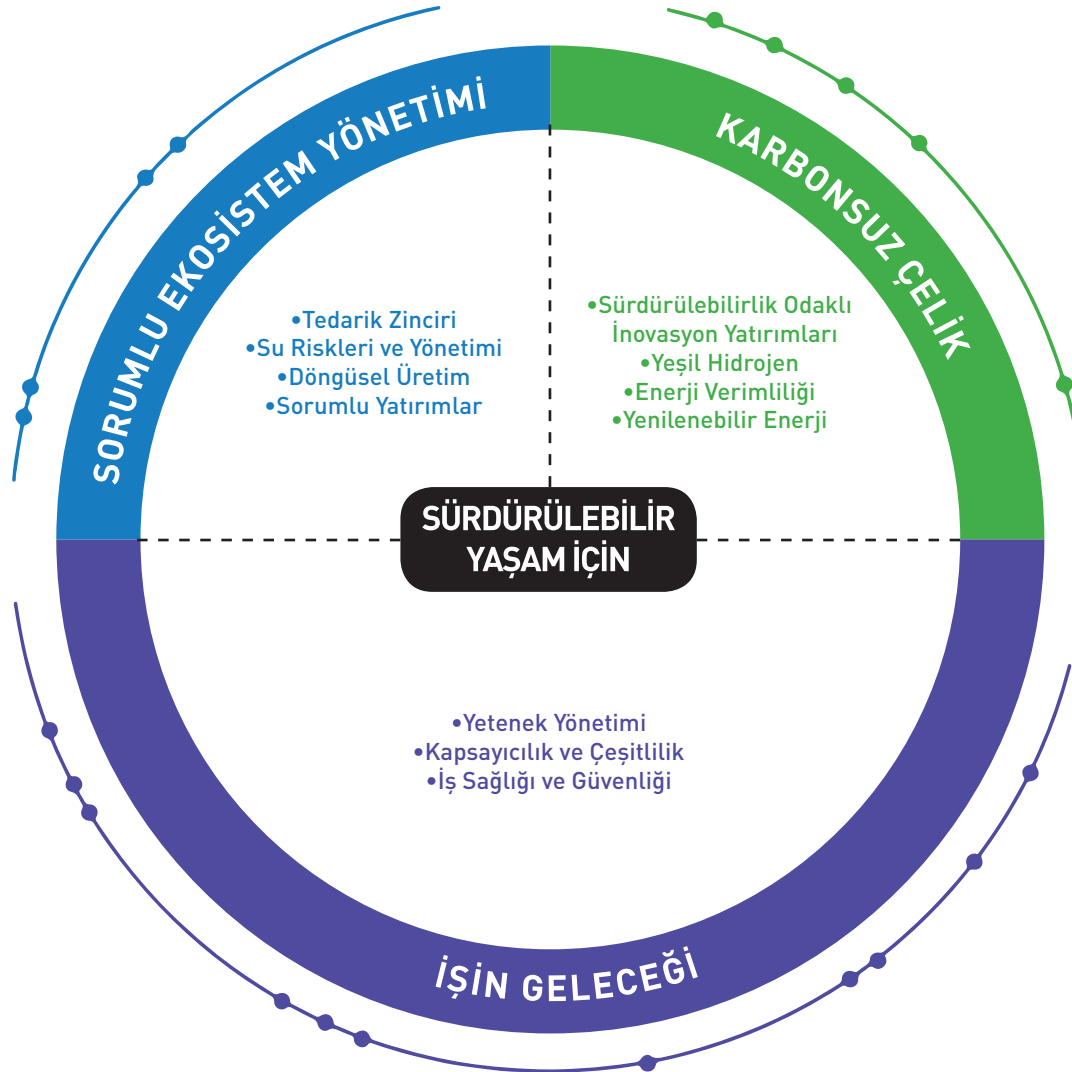 SORUMLU EKOSİSTEM YÖNETİMİ
•Tedarik Zinciri
•Su Riskleri ve Yönetimi
•Döngüsel Üretim
•Sorumlu Yatırımlar
KARBONSUZ ÇELİK
•Sürdürülebilirlik Odaklı
İnovasyon Yatırımları
•Yeşil Hidrojen
•Enerji Verimliliği
•Yenilenebilir Enerji
SÜRDÜRÜLEBİLİR
YAŞAM İÇİN
•Yetenek Yönetimi
•Kapsayıcılık ve Çeşitlilik
•İş Sağlığı ve Güvenliği
İŞİN GELECEĞİ